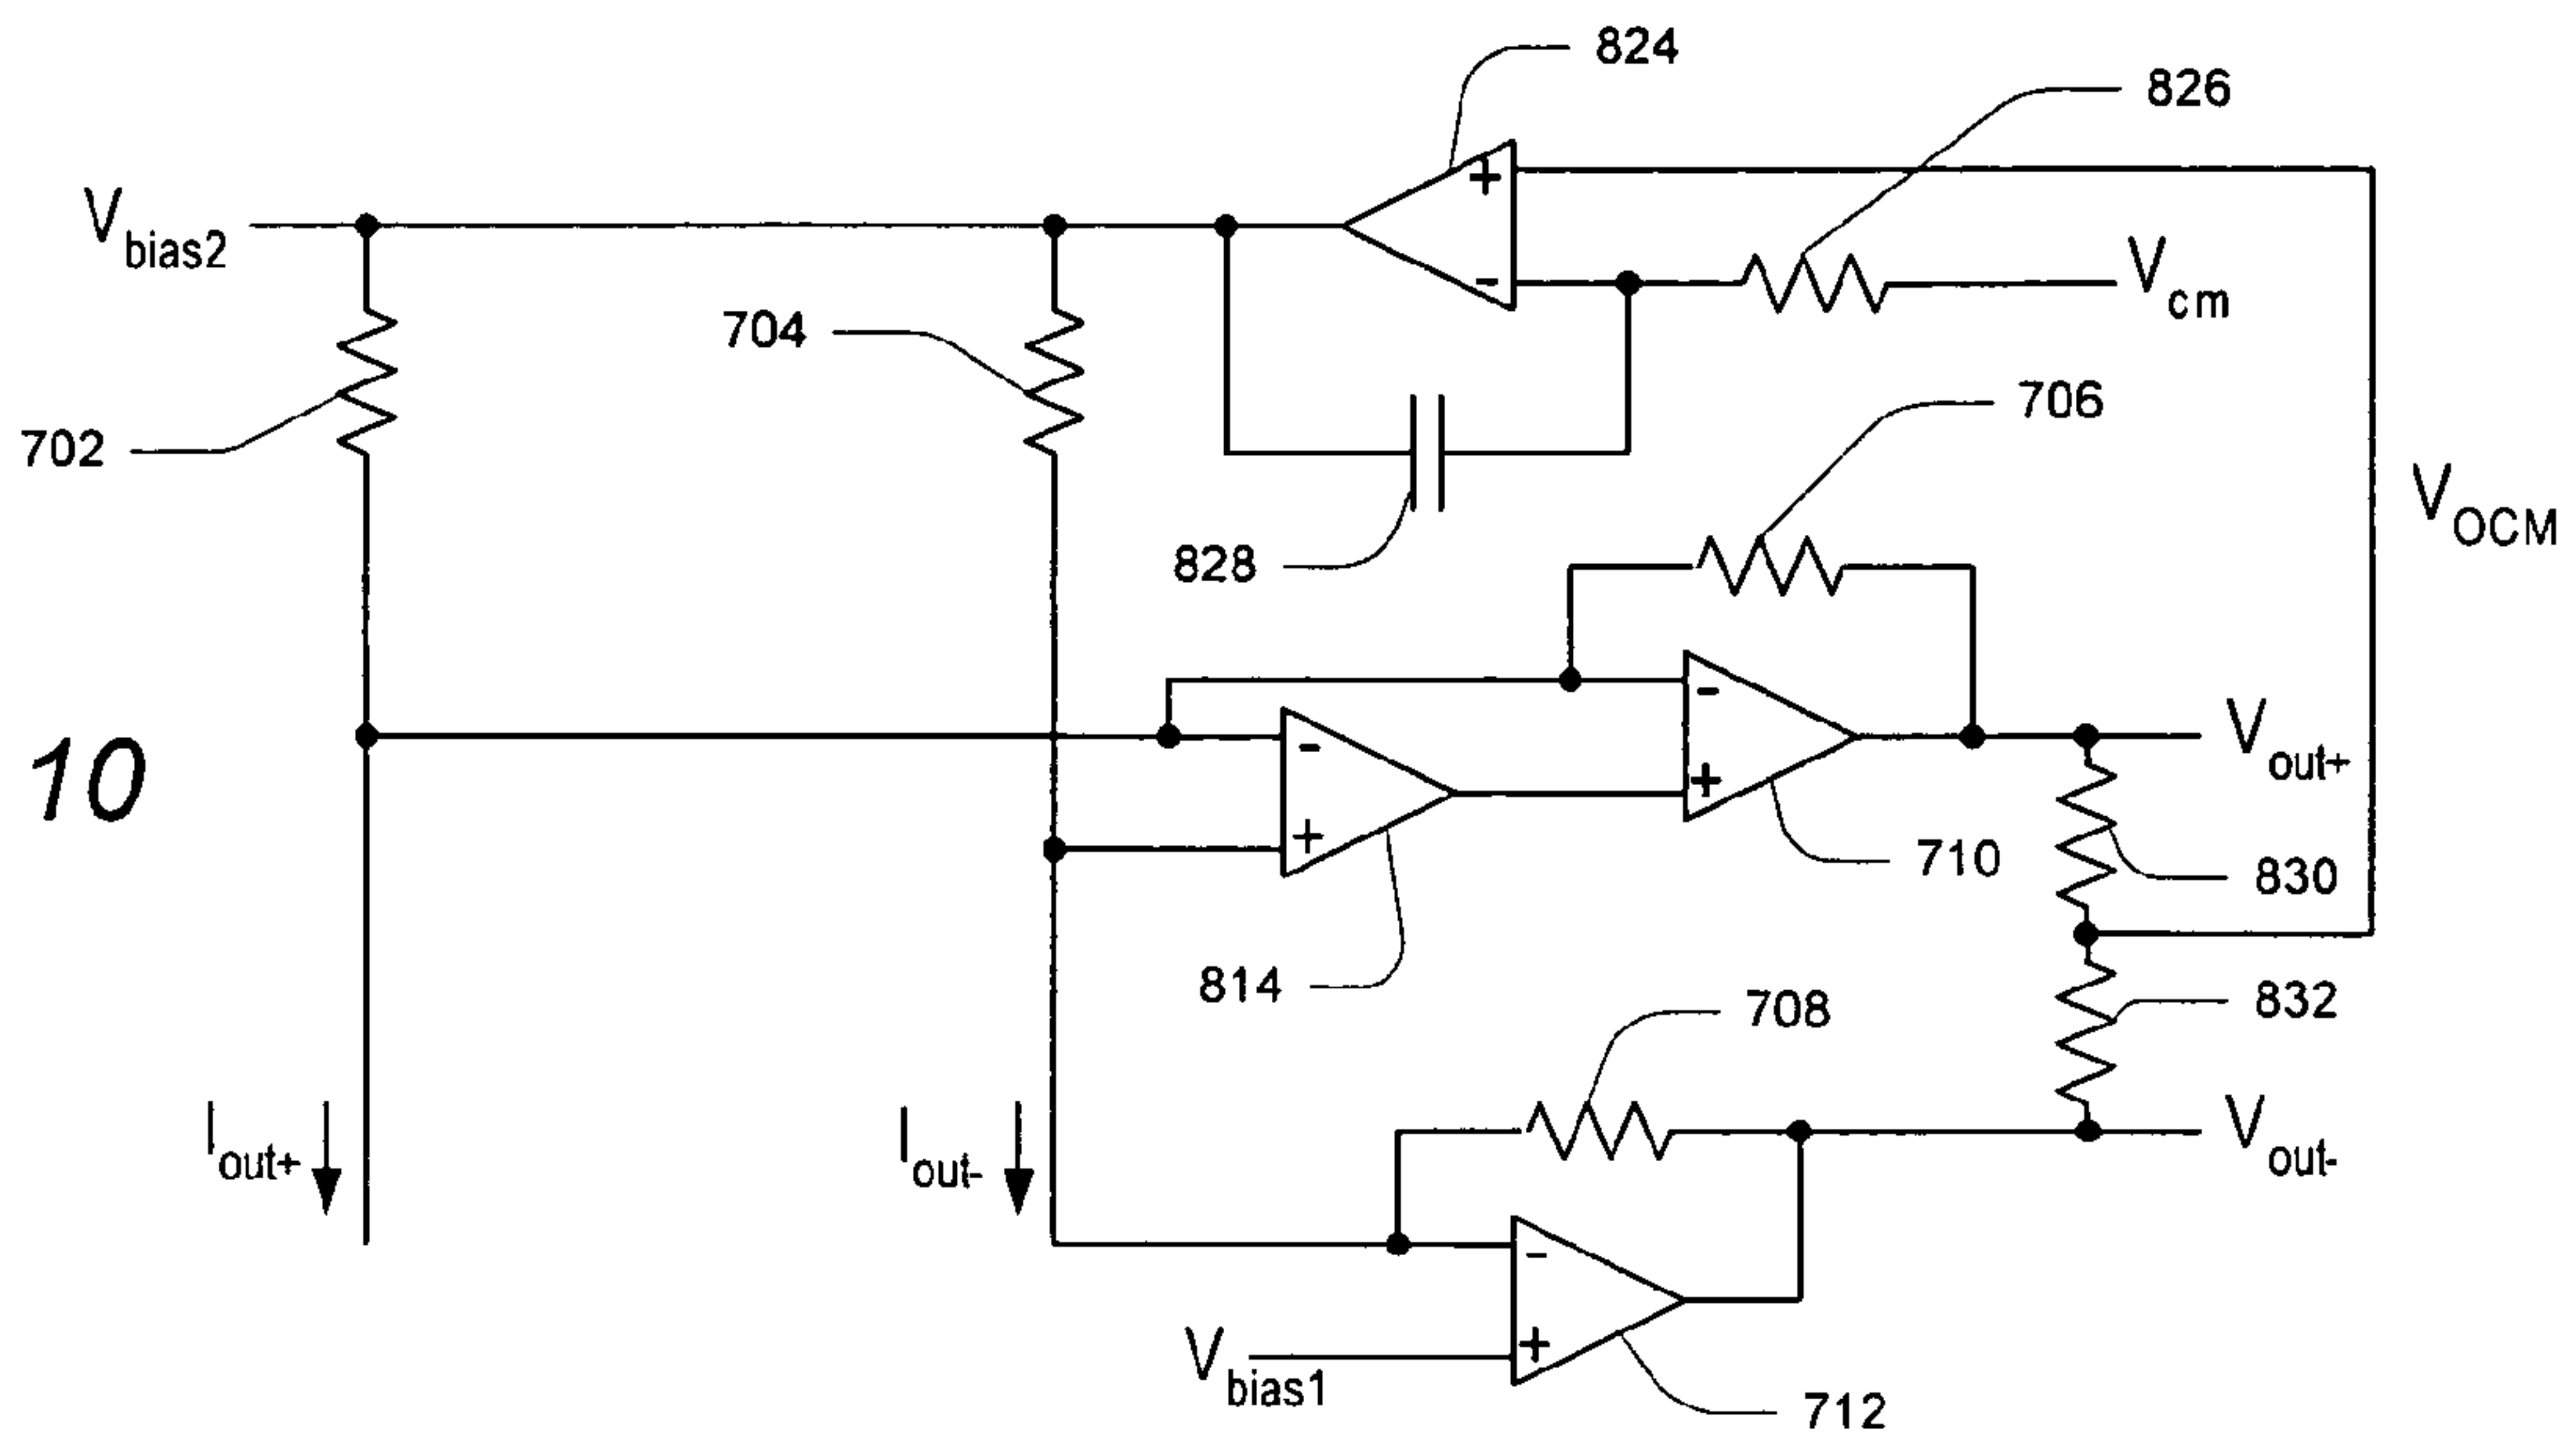 824
826
+
Vbias2
-
Vcm
704
706
702
VOCM
828
-
10
-
+
Vout+
+
710
830
814
708
832
Iout+
Iout-
Vout-
-
+
Vbias1
712